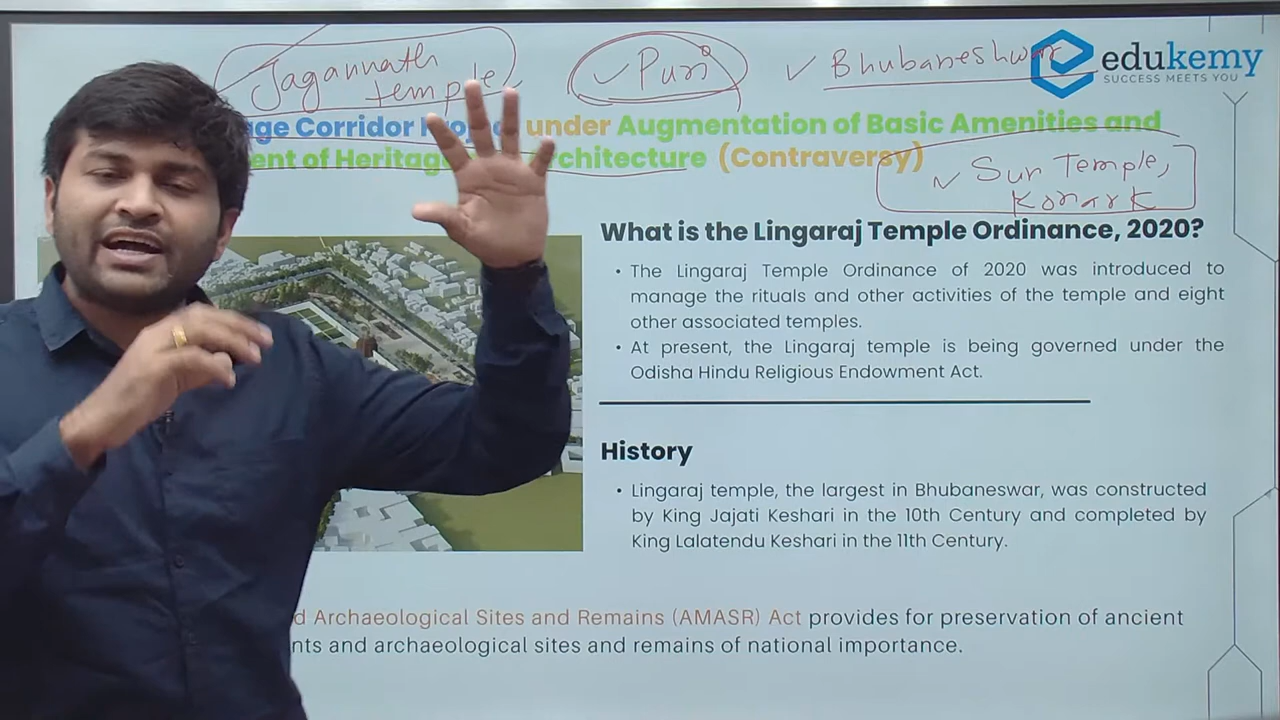 Jagannath temple
Puri
Bhubaneshwar
edukemy
SUCCESS MEETS YOU
Corridor under Augmentation of Basic Amenities and
of (Contraversy)
Sun Temple,
Konark
What is the Lingaraj Temple Ordinance, 2020?
• The Lingaraj Temple Ordinance of 2020 was introduced to
manage the rituals and other activities of the temple and eight
other associated temples.
• At present, the Lingaraj temple is being governed under the
Odisha Hindu Religious Endowment Act.
History
• Lingaraj temple, the largest in Bhubaneswar, was constructed
by King Jajati Keshari in the 10th Century and completed by
King Lalatendu Keshari in the 11th Century.
Archaeological Sites and Remains (AMASR) Act provides for preservation of ancient
and archaeological sites and remains of national importance.